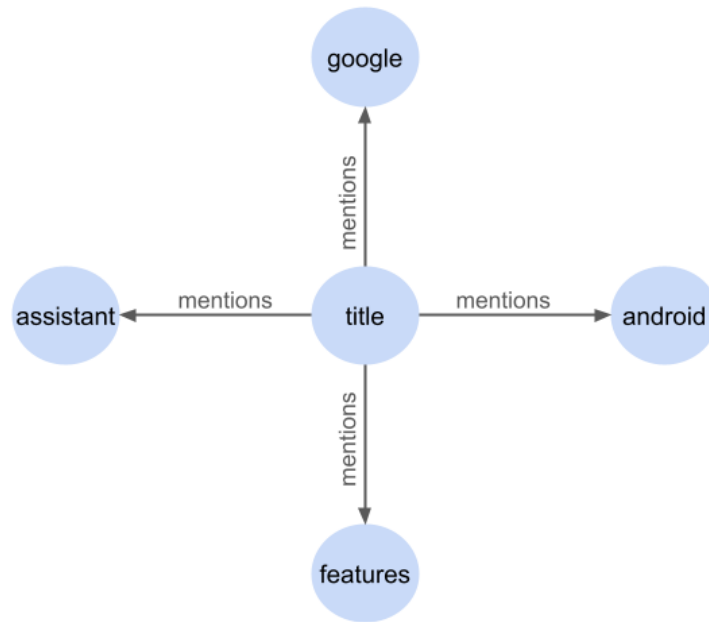 google
mentions
assistant
mentions
title
mentions
android
mentions
features